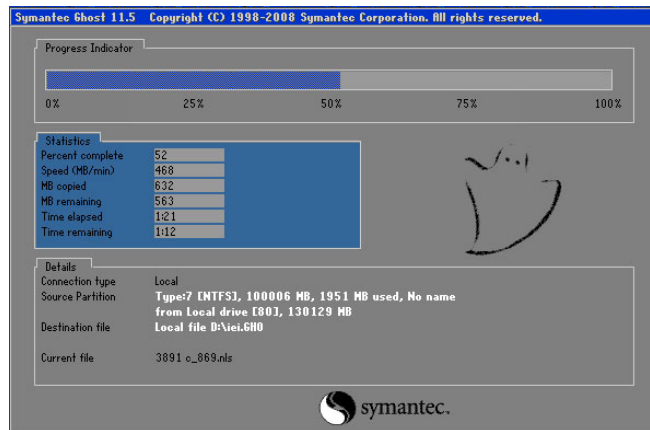 Symantec Ghost 11.5 Copyright (C) 1998-2008 Symantec Corporation. All rights reserved.
Progress Indicator
0% 25% 50% 75% 100%
Statistics
Percent complete 52
Speed (MB/min) 468
MB copied 632
MB remaining 563
Time elapsed 1:21
Time remaining 1:12
Details
Connection type Local
Source Partition Type:7 [NTFS], 100006 MB, 1951 MB used, No name
from Local drive [80], 130129 MB
Destination file Local file D:\iei.GHO
Current file 3891 c_869.nls
symantec.